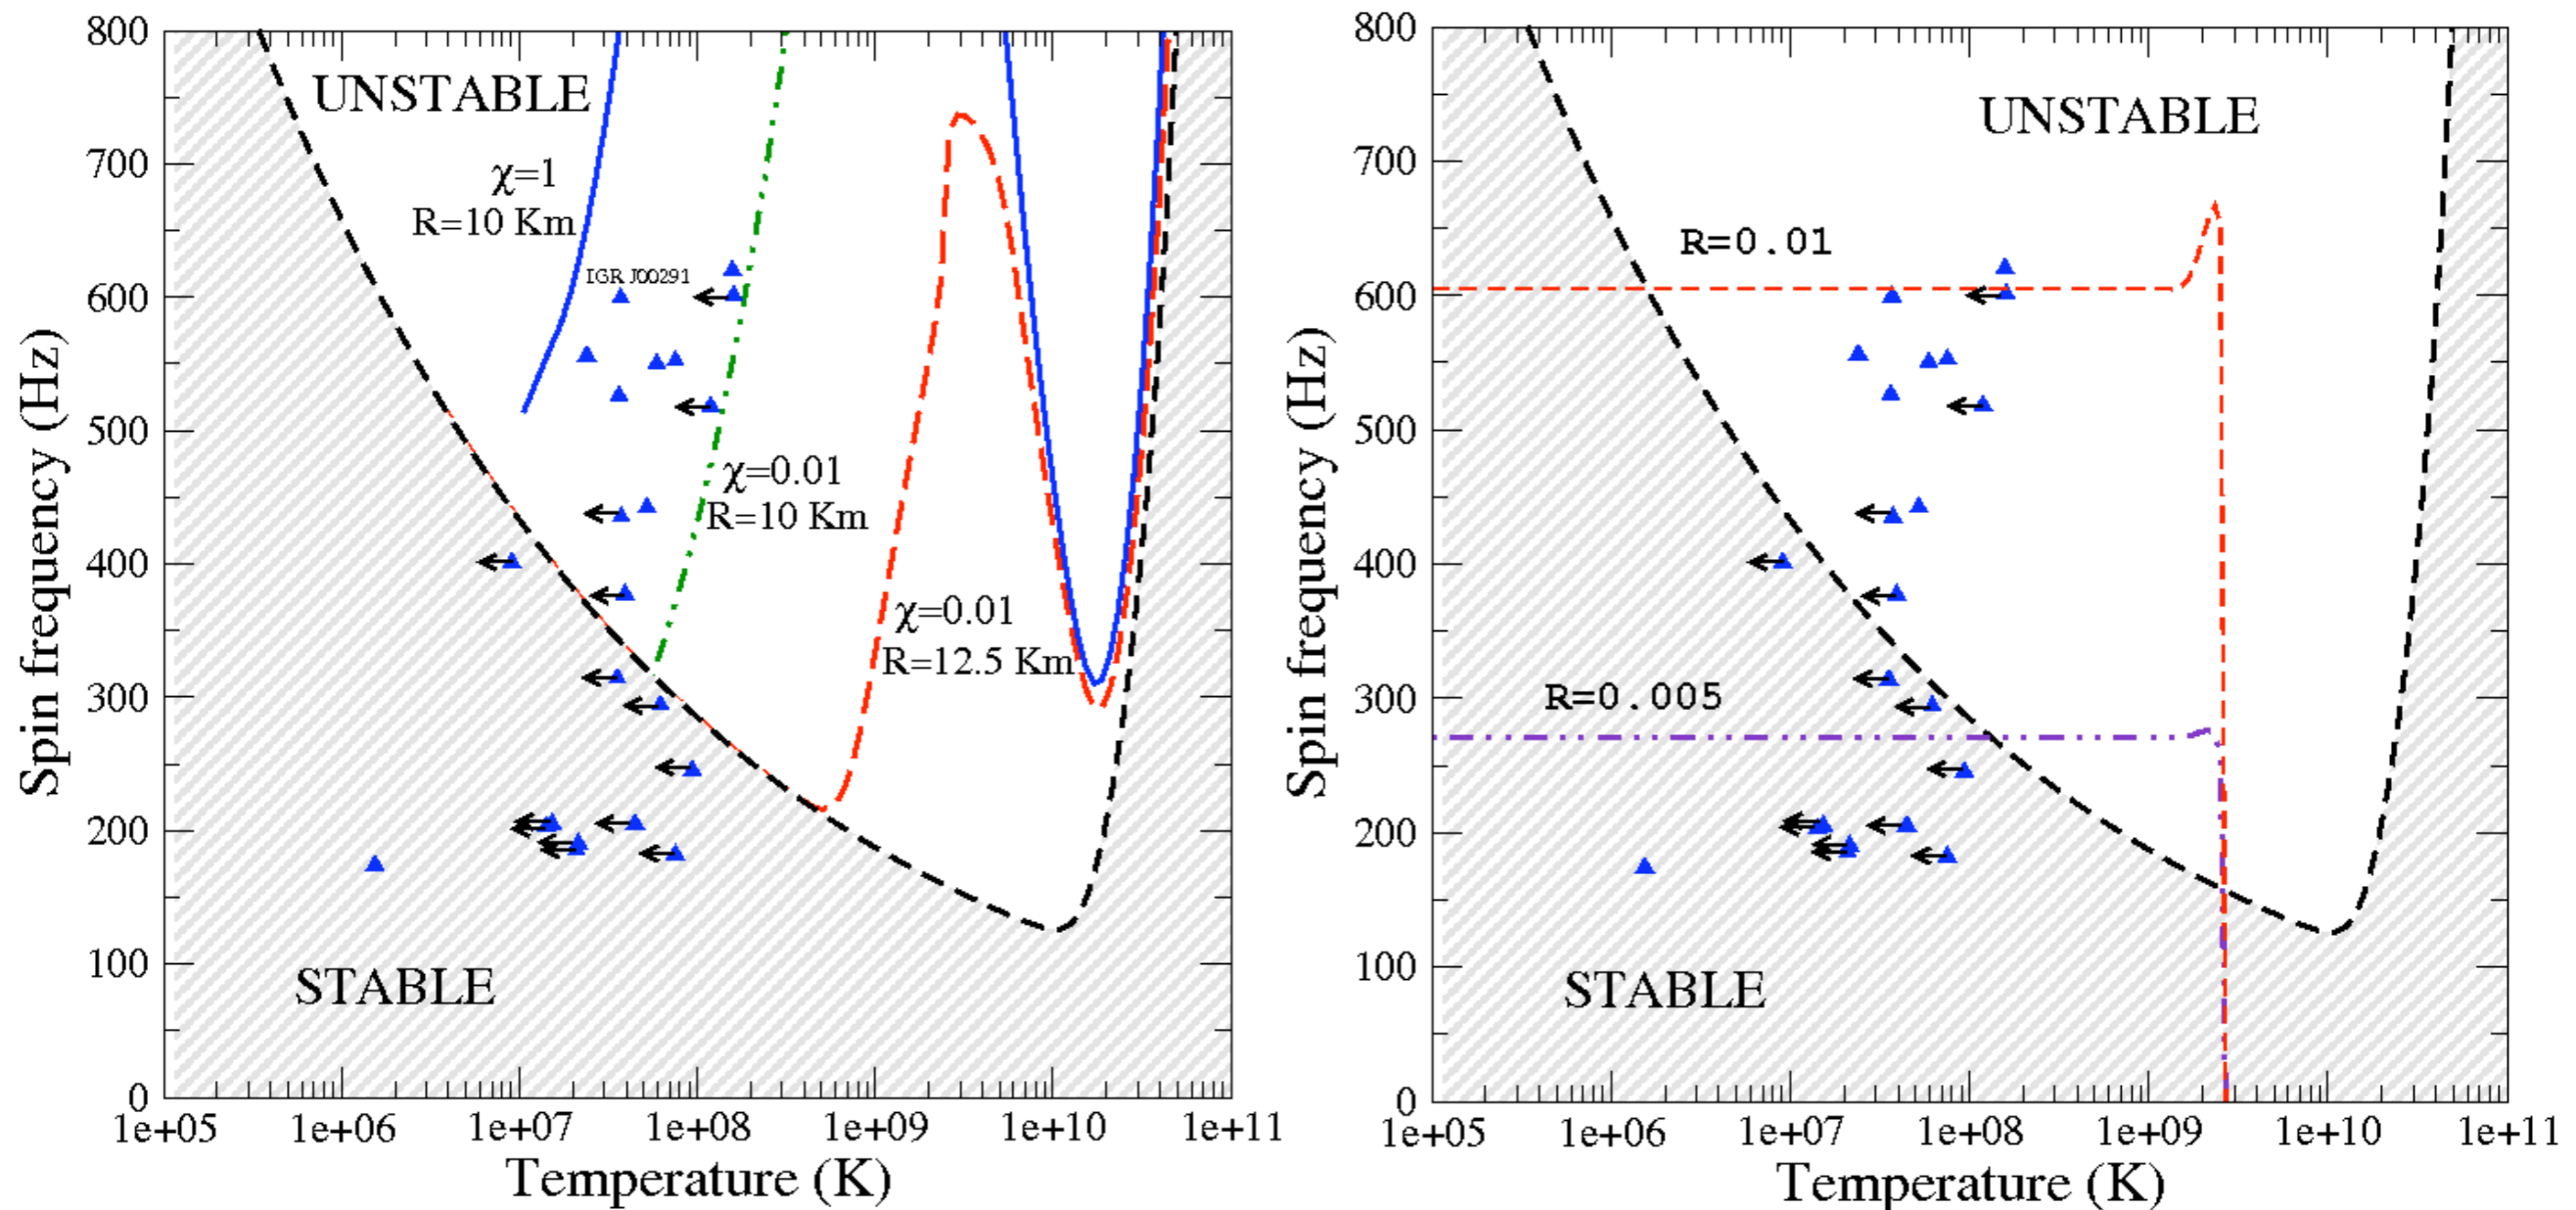 800
700
600
500
400
300
200
100
0
Spin frequency (Hz)
UNSTABLE
χ=1
R=10 Km
IGR J00291
χ=0.01
R=10 Km
χ=0.01
R=12.5 Km
STABLE
1e+05 1e+06 1e+07 1e+08 1e+09 1e+10 1e+11
Temperature (K)
800
700
600
500
400
300
200
100
0
Spin frequency (Hz)
UNSTABLE
R=0.01
R=0.005
STABLE
1e+05 1e+06 1e+07 1e+08 1e+09 1e+10 1e+11
Temperature (K)